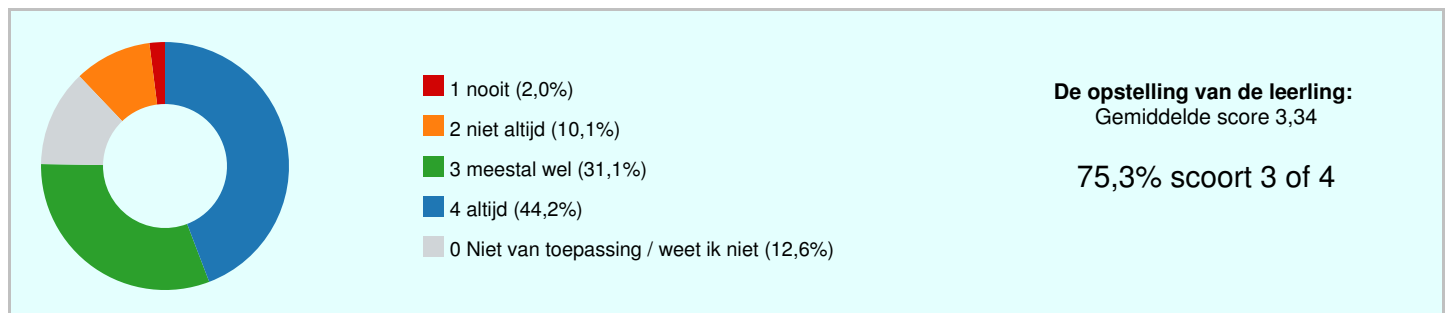 1 nooit (2,0%)
2 niet altijd (10,1%)
3 meestal wel (31,1%)
4 altijd (44,2%)
0 Niet van toepassing / weet ik niet (12,6%)
De opstelling van de leerling:
Gemiddelde score 3,34
75,3% scoort 3 of 4